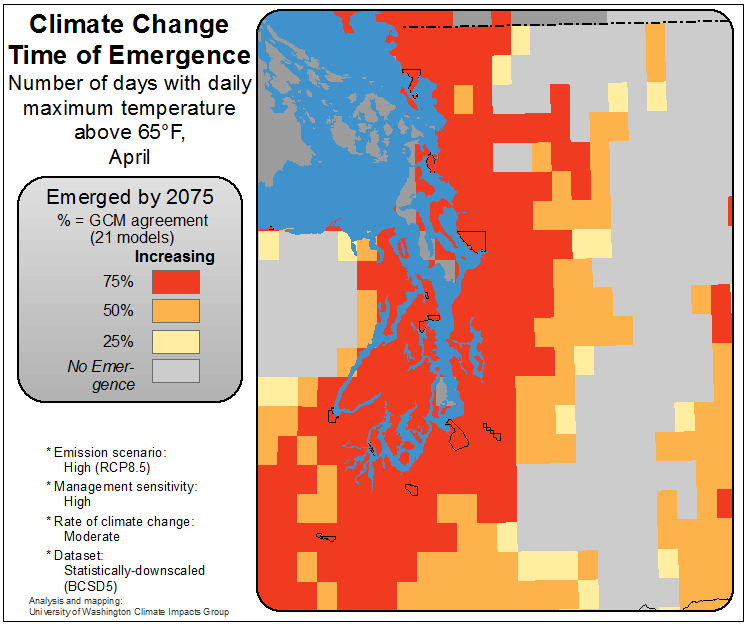 Climate Change
Time of Emergence
Number of days with daily
maximum temperature
above 65°F,
April
Emerged by 2075
% = GCM agreement
(21 models)
Increasing
75%
50%
25%
No Emer-
gence
* Emission scenario:
High (RCP8.5)
* Management sensitivity:
High
* Rate of climate change:
Moderate
* Dataset:
Statistically-downscaled
(BCSD5)
Analysis and mapping:
University of Washington Climate Impacts Group